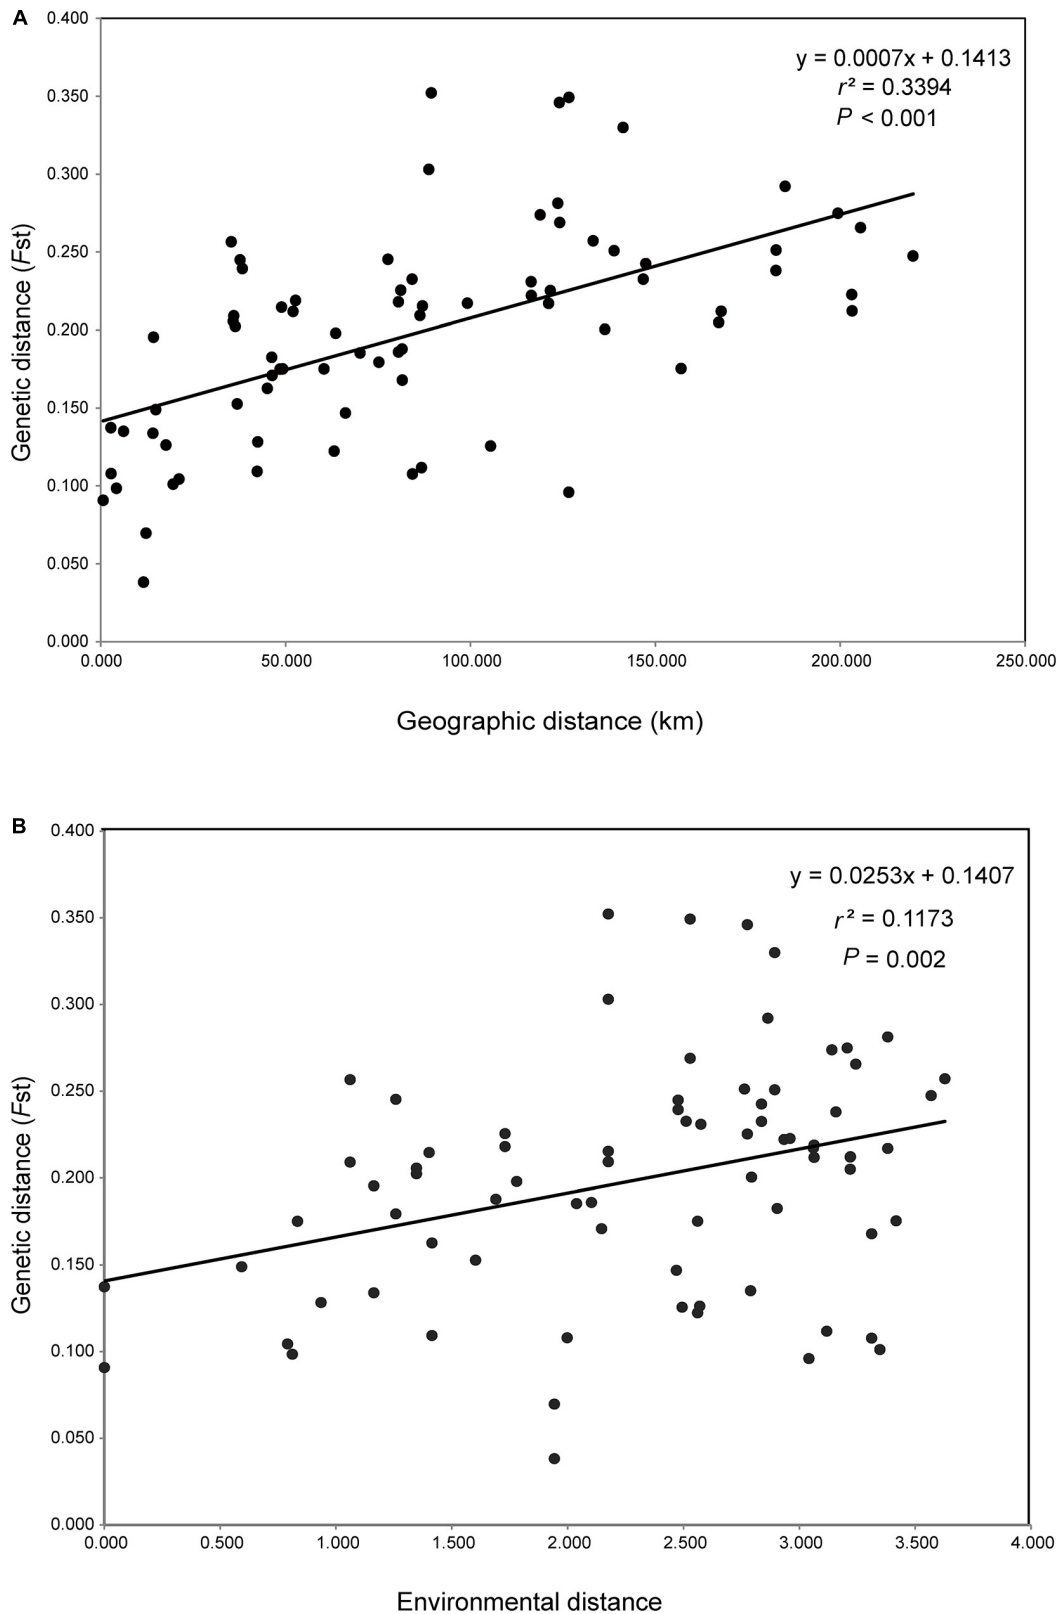 A
0.400
0.350
0.300
0.250
0.200
0.150
0.100
0.050
0.000
Genetic distance (Fst)
y = 0.0007x + 0.1413
r² = 0.3394
P < 0.001
0.000 50.000 100.000 150.000 200.000 250.000
Geographic distance (km)
B
0.400
0.350
0.300
0.250
0.200
0.150
0.100
0.050
0.000
Genetic distance (Fst)
y = 0.0253x + 0.1407
r² = 0.1173
P = 0.002
0.000 0.500 1.000 1.500 2.000 2.500 3.000 3.500 4.000
Environmental distance